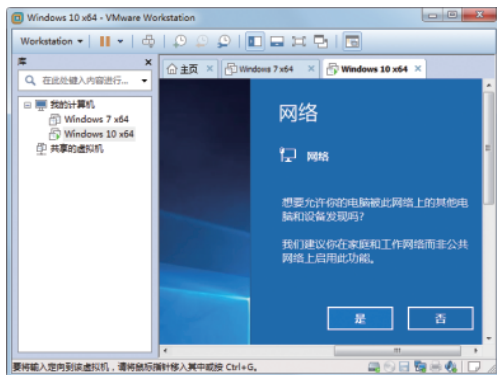 Windows 10 x64 - VMware Workstation
Workstation
库
主页
Windows 7 x64
Windows 10 x64
在此处键入内容进行...
我的计算机
Windows 7 x64
Windows 10 x64
共享的虚拟机
网络
网络
想要允许你的电脑被此网络上的其他电
脑和设备发现吗?
我们建议你在家庭和工作网络而非公共
网络上启用此功能。
是
否
要将输入定向到该虚拟机，请将鼠标指针移入其中或按 Ctrl+G。